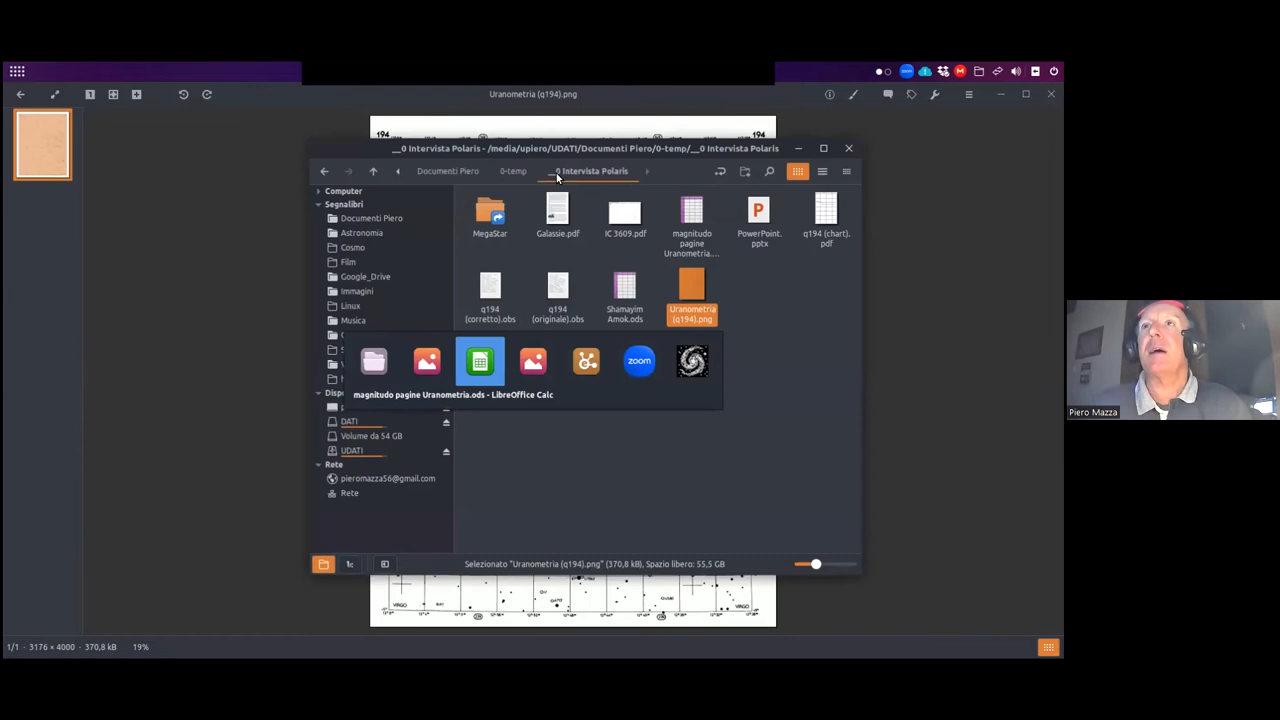 Uranometria (q194).png
194
194
__0 Intervista Polaris - /media/upiero/UDATI/Documenti Piero/0-temp/__0 Intervista Polaris
Documenti Piero
0-temp
__0 Intervista Polaris
Computer
Segnalibri
Documenti Piero
Astronomia
Cosmo
Film
Google_Drive
Immagini
Linux
Musica
MegaStar
Galassie.pdf
IC 3609.pdf
magnitudo
pagine
Uranometria....
PowerPoint.
pptx
q194 (chart).
pdf
q194
(corretto).obs
q194
(originale).obs
Shamayim
Amok.ods
Uranometria
(q194).png
zoom
magnitudo pagine Uranometria.ods - LibreOffice Calc
DATI
Volume da 54 GB
UDATI
Rete
pieromazza56@gmail.com
Rete
Selezionato "Uranometria (q194).png" (370,8 kB), Spazio libero: 55,5 GB
VIRGO
VIRGO
1/1 · 3176 × 4000 · 370,8 kB
19%
Piero Mazza